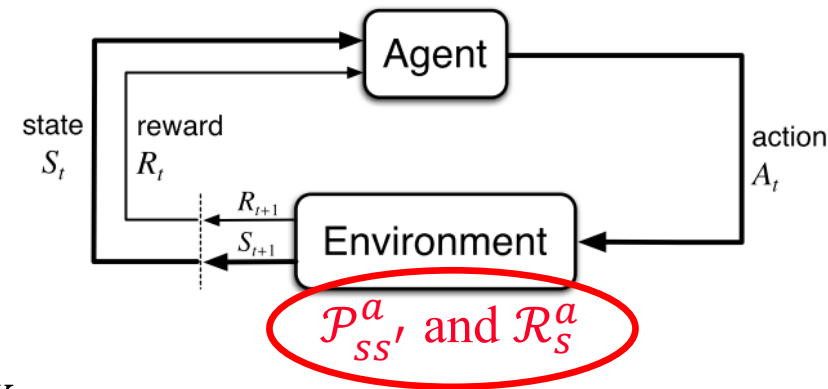 Agent
state
S_t
reward
R_t
action
A_t
R_{t+1}
S_{t+1}
Environment
𝒫^a_{ss'} and ℛ^a_s